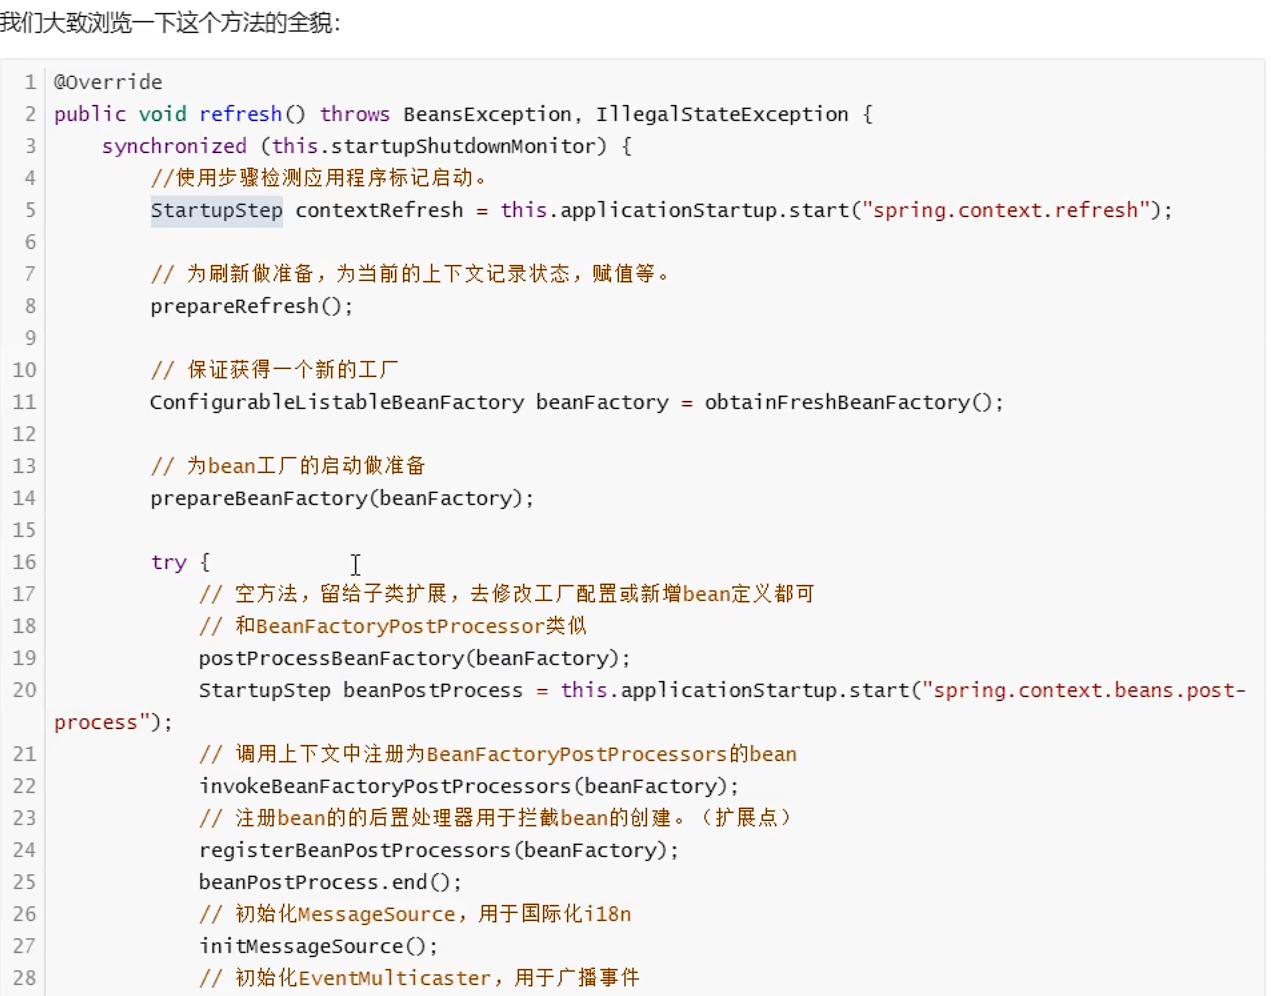 我们大致浏览一下这个方法的全貌：
1 @Override
2 public void refresh() throws BeansException, IllegalStateException {
3 synchronized (this.startupShutdownMonitor) {
4 //使用步骤检测应用程序标记启动。
5 StartupStep contextRefresh = this.applicationStartup.start("spring.context.refresh");
6
7 // 为刷新做准备，为当前的上下文记录状态，赋值等。
8 prepareRefresh();
9
10 // 保证获得一个新的工厂
11 ConfigurableListableBeanFactory beanFactory = obtainFreshBeanFactory();
12
13 // 为bean工厂的启动做准备
14 prepareBeanFactory(beanFactory);
15
16 try {
17 // 空方法，留给子类扩展，去修改工厂配置或新增bean定义都可
18 // 和BeanFactoryPostProcessor类似
19 postProcessBeanFactory(beanFactory);
20 StartupStep beanPostProcess = this.applicationStartup.start("spring.context.beans.post-
process");
21 // 调用上下文中注册为BeanFactoryPostProcessors的bean
22 invokeBeanFactoryPostProcessors(beanFactory);
23 // 注册bean的的后置处理器用于拦截bean的创建。（扩展点）
24 registerBeanPostProcessors(beanFactory);
25 beanPostProcess.end();
26 // 初始化MessageSource，用于国际化i18n
27 initMessageSource();
28 // 初始化EventMulticaster，用于广播事件